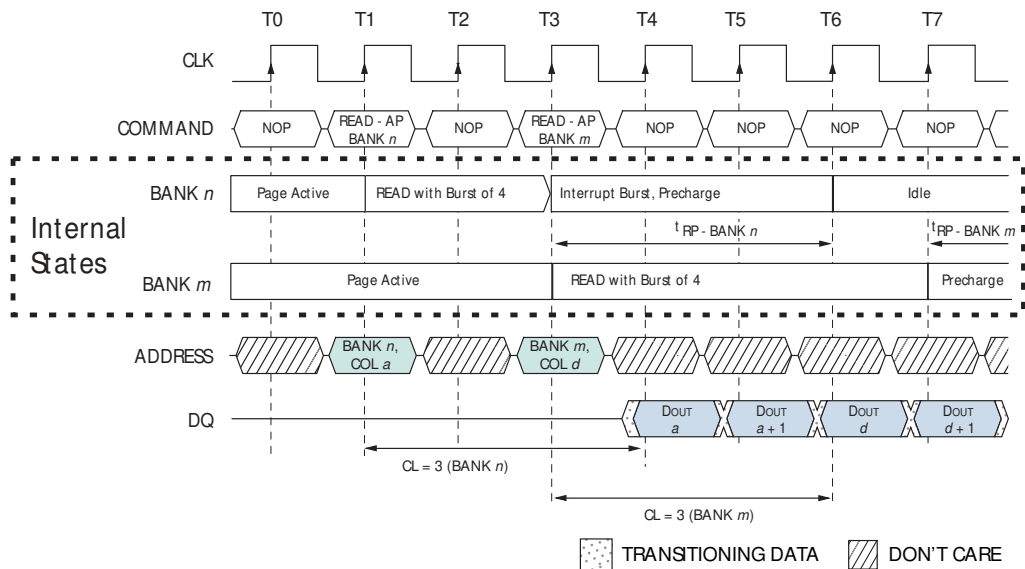 T0 T1 T2 T3 T4 T5 T6 T7
CLK
COMMAND NOP READ - AP BANK n NOP READ - AP BANK m NOP NOP NOP NOP
Internal States
BANK n Page Active READ with Burst of 4 Interrupt Burst, Precharge Idle
tRP - BANK n tRP - BANK m
BANK m Page Active READ with Burst of 4 Precharge
ADDRESS BANK n, COL a BANK m, COL d
DQ DOUT a DOUT a + 1 DOUT d DOUT d + 1
CL = 3 (BANK n)
CL = 3 (BANK m)
TRANSITIONING DATA DON'T CARE